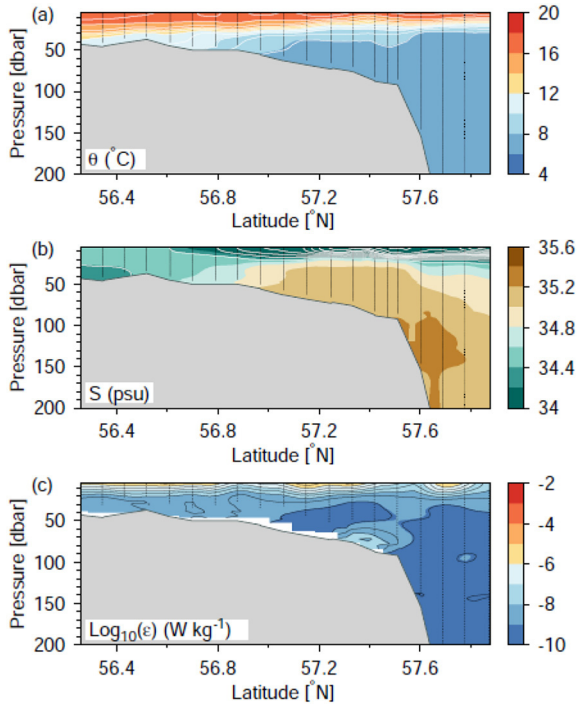 (a)
Pressure [dbar]
50
100
150
200
θ (°C)
56.4 56.8 57.2 57.6
Latitude [°N]
20
16
12
8
4
(b)
Pressure [dbar]
50
100
150
200
S (psu)
56.4 56.8 57.2 57.6
Latitude [°N]
35.6
35.2
34.8
34.4
34
(c)
Pressure [dbar]
50
100
150
200
Log10(ε) (W kg-1)
56.4 56.8 57.2 57.6
Latitude [°N]
-2
-4
-6
-8
-10